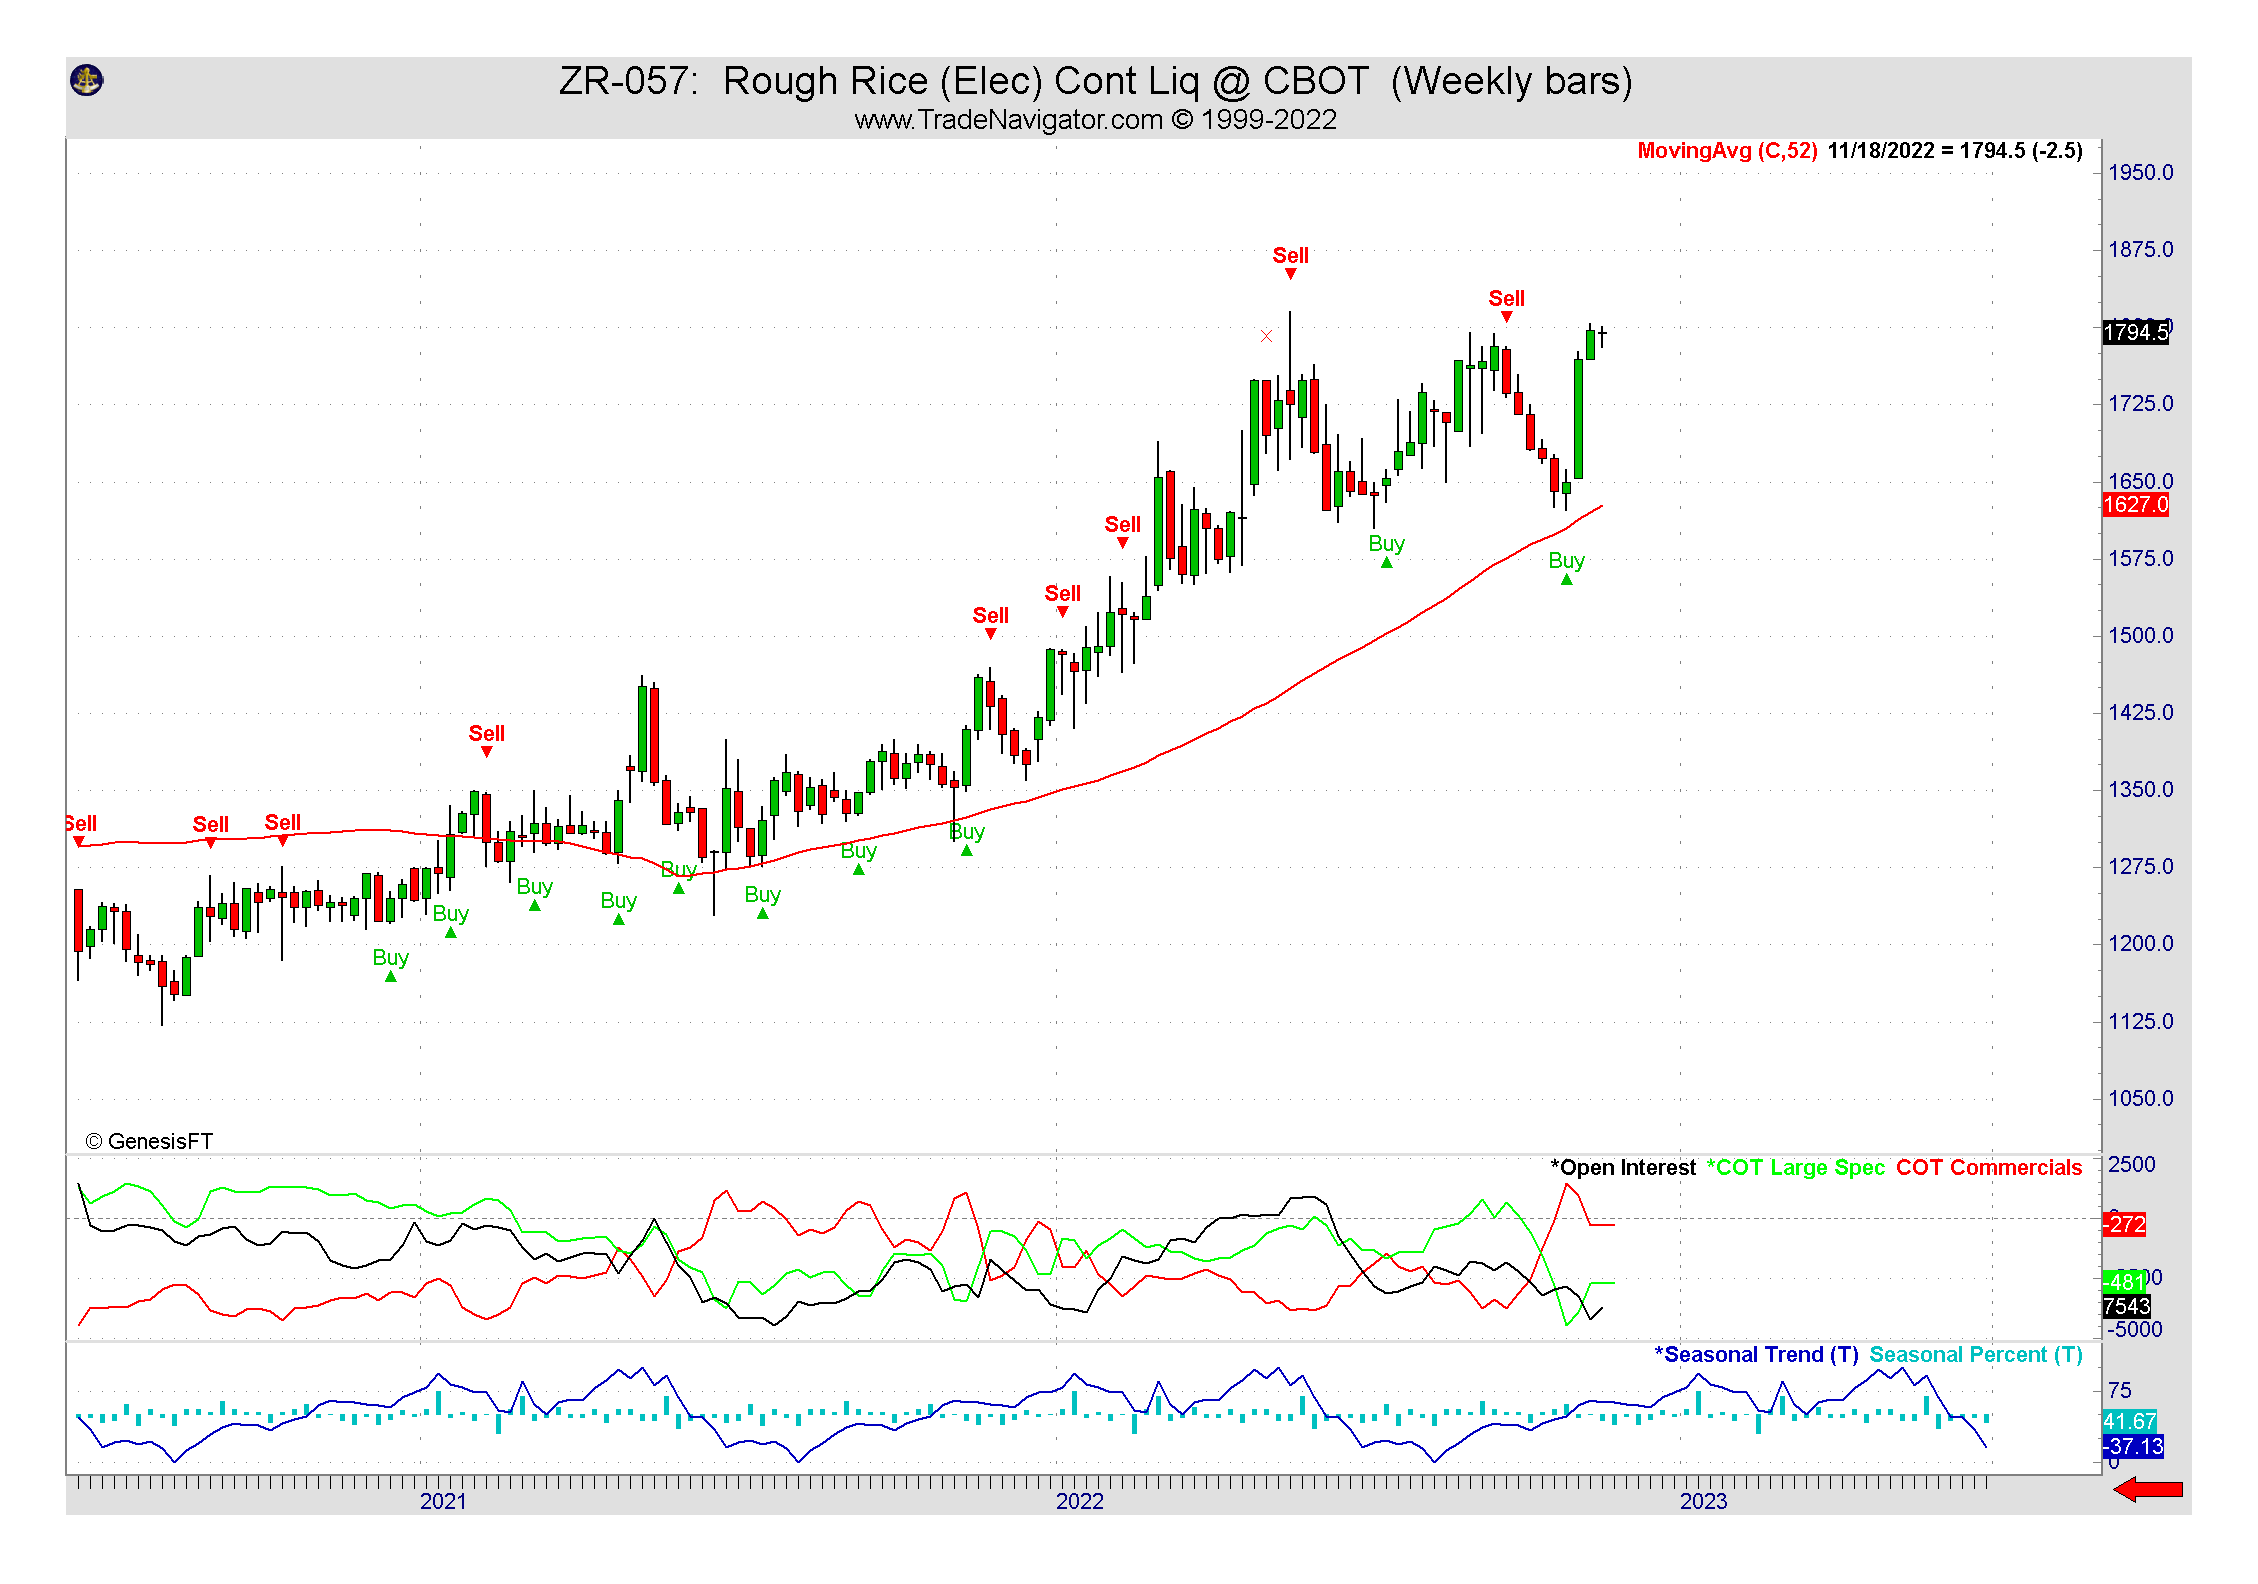 ZR-057: Rough Rice (Elec) Cont Liq @ CBOT (Weekly bars)
www.TradeNavigator.com © 1999-2022
MovingAvg (C,52) 11/18/2022 = 1794.5 (-2.5)
1950.0
Sell
1875.0
Sell
1794.5
1725.0
1650.0
1627.0
Sell
Buy
Buy
1575.0
Sell
Sell
1500.0
Sell
1425.0
1350.0
Sell
Sell
Sell
Buy
Buy
Buy
1275.0
Buy
Buy
Buy
Buy
1200.0
Buy
1125.0
1050.0
© GenesisFT
*Open Interest *COT Large Spec COT Commercials
2500
-272
-481
7543
-5000
*Seasonal Trend (T) Seasonal Percent (T)
75
41.67
-37.13
0
2021 2022 2023